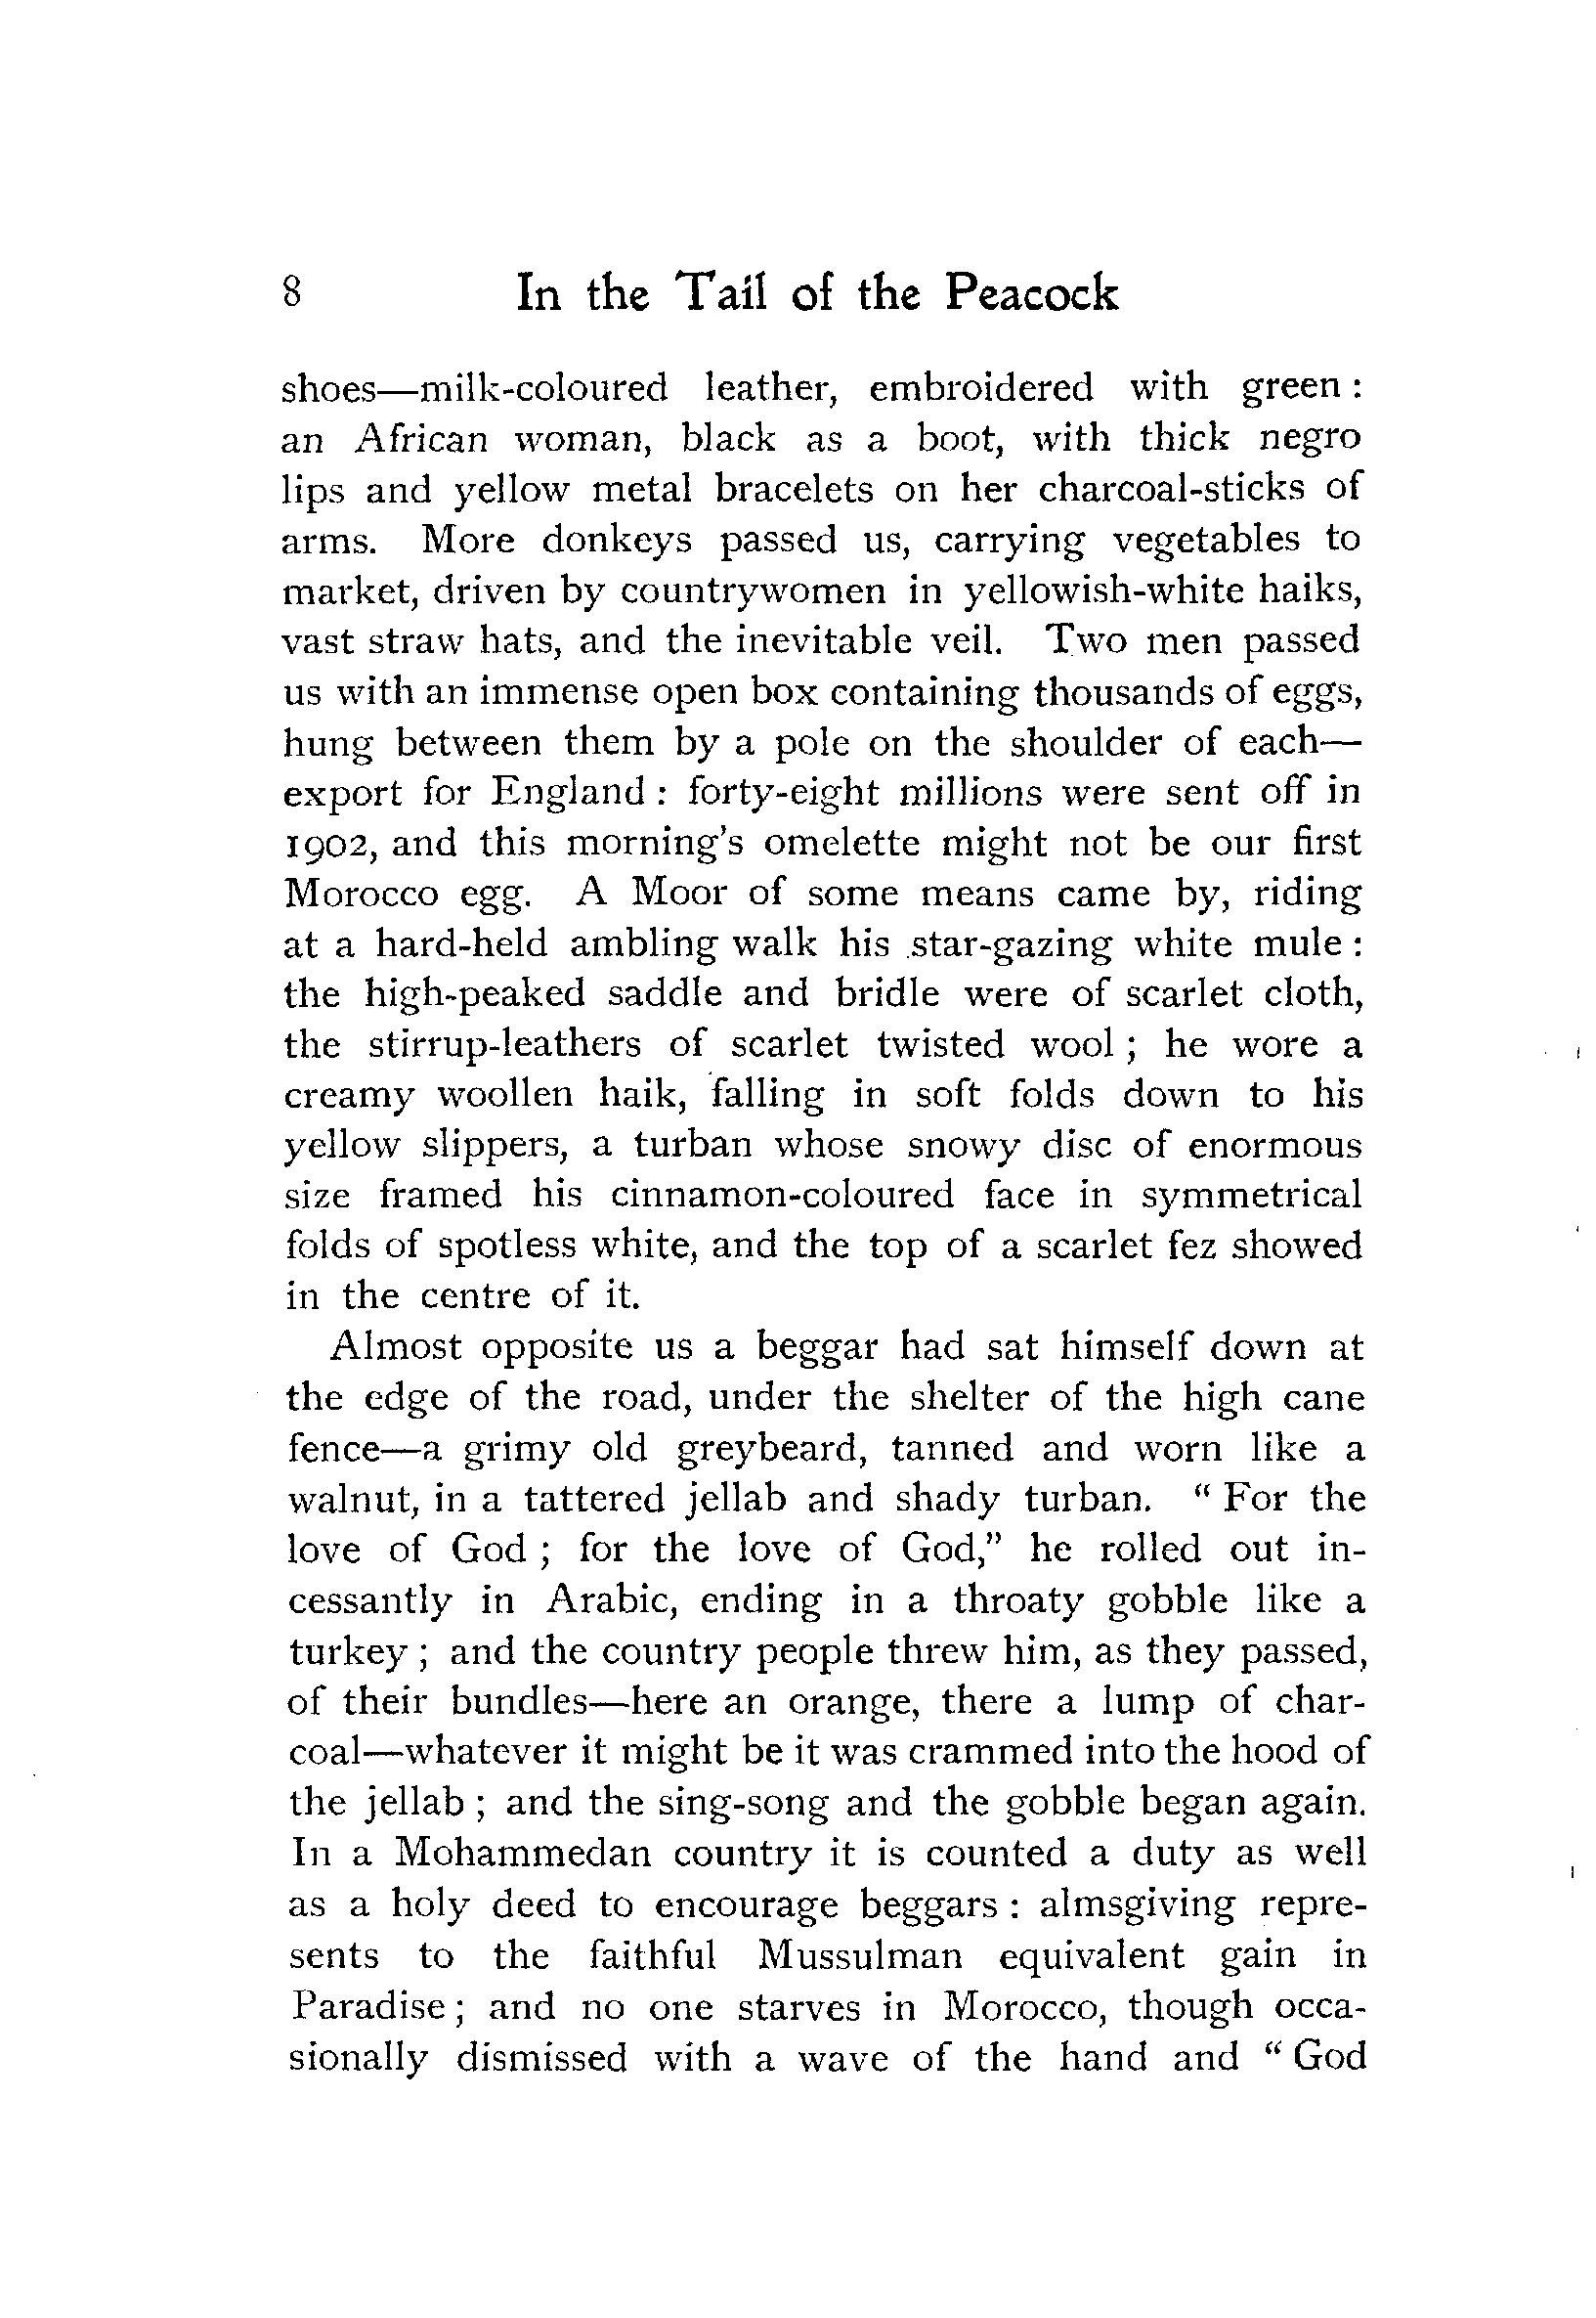 8 In the Tail of the Peacock
shoes—milk-coloured leather, embroidered with green :
an African woman, black as a boot, with thick negro
lips and yellow metal bracelets on her charcoal-sticks of
arms. More donkeys passed us, carrying vegetables to
market, driven by countrywomen in yellowish-white haiks,
vast straw hats, and the inevitable veil. Two men passed
us with an immense open box containing thousands of eggs,
hung between them by a pole on the shoulder of each—
export for England : forty-eight millions were sent off in
1902, and this morning's omelette might not be our first
Morocco egg. A Moor of some means came by, riding
at a hard-held ambling walk his star-gazing white mule :
the high-peaked saddle and bridle were of scarlet cloth,
the stirrup-leathers of scarlet twisted wool ; he wore a
creamy woollen haik, falling in soft folds down to his
yellow slippers, a turban whose snowy disc of enormous
size framed his cinnamon-coloured face in symmetrical
folds of spotless white, and the top of a scarlet fez showed
in the centre of it.
Almost opposite us a beggar had sat himself down at
the edge of the road, under the shelter of the high cane
fence—a grimy old greybeard, tanned and worn like a
walnut, in a tattered jellab and shady turban. " For the
love of God ; for the love of God," he rolled out in-
cessantly in Arabic, ending in a throaty gobble like a
turkey ; and the country people threw him, as they passed,
of their bundles—here an orange, there a lump of char-
coal—whatever it might be it was crammed into the hood of
the jellab ; and the sing-song and the gobble began again.
In a Mohammedan country it is counted a duty as well
as a holy deed to encourage beggars : almsgiving repre-
sents to the faithful Mussulman equivalent gain in
Paradise ; and no one starves in Morocco, though occa-
sionally dismissed with a wave of the hand and " God